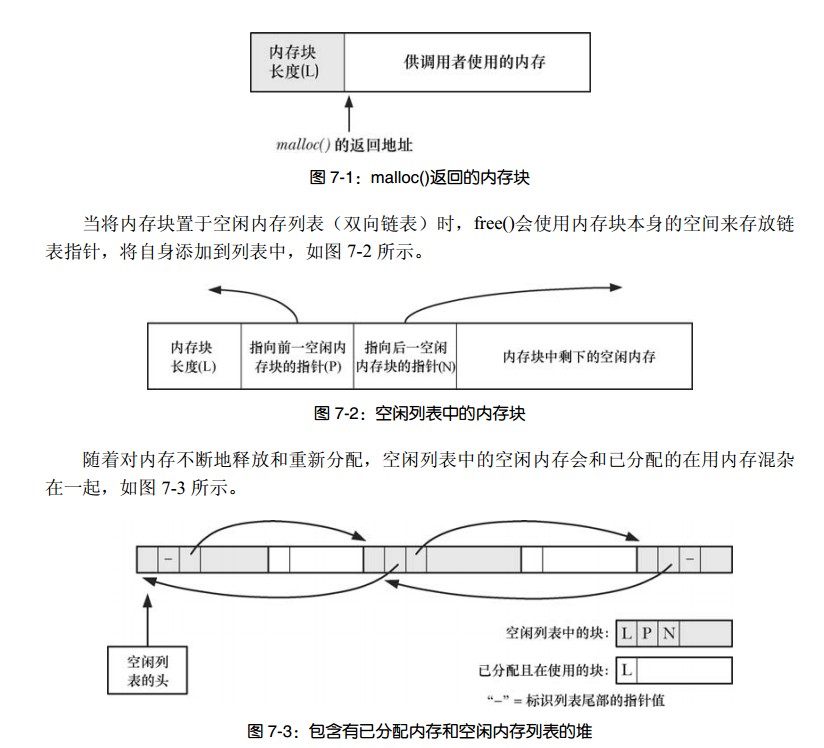 内存块
长度(L)
供调用者使用的内存
malloc() 的返回地址
图 7-1：malloc()返回的内存块
当将内存块置于空闲内存列表（双向链表）时，free()会使用内存块本身的空间来存放链
表指针，将自身添加到列表中，如图 7-2 所示。
内存块
长度(L)
指向前一空闲内
存块的指针(P)
指向后一空闲
内存块的指针(N)
内存块中剩下的空闲内存
图 7-2：空闲列表中的内存块
随着对内存不断地释放和重新分配，空闲列表中的空闲内存会和已分配的在用内存混杂
在一起，如图 7-3 所示。
–
–
空闲列表中的块：
L P N
空闲列
表的头
已分配且在使用的块：
L
“–” = 标识列表尾部的指针值
图 7-3：包含有已分配内存和空闲内存列表的堆